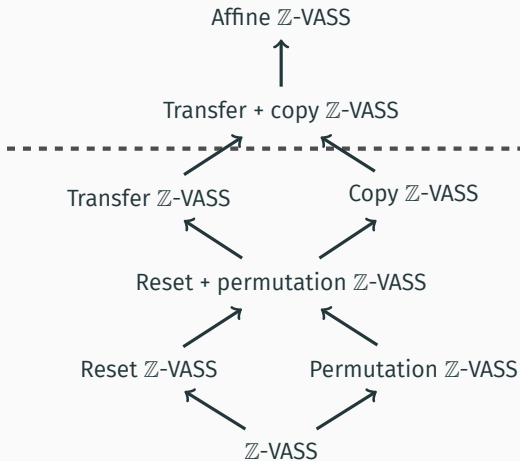 Affine ℤ-VASS
Transfer + copy ℤ-VASS
Transfer ℤ-VASS
Copy ℤ-VASS
Reset + permutation ℤ-VASS
Reset ℤ-VASS
Permutation ℤ-VASS
ℤ-VASS